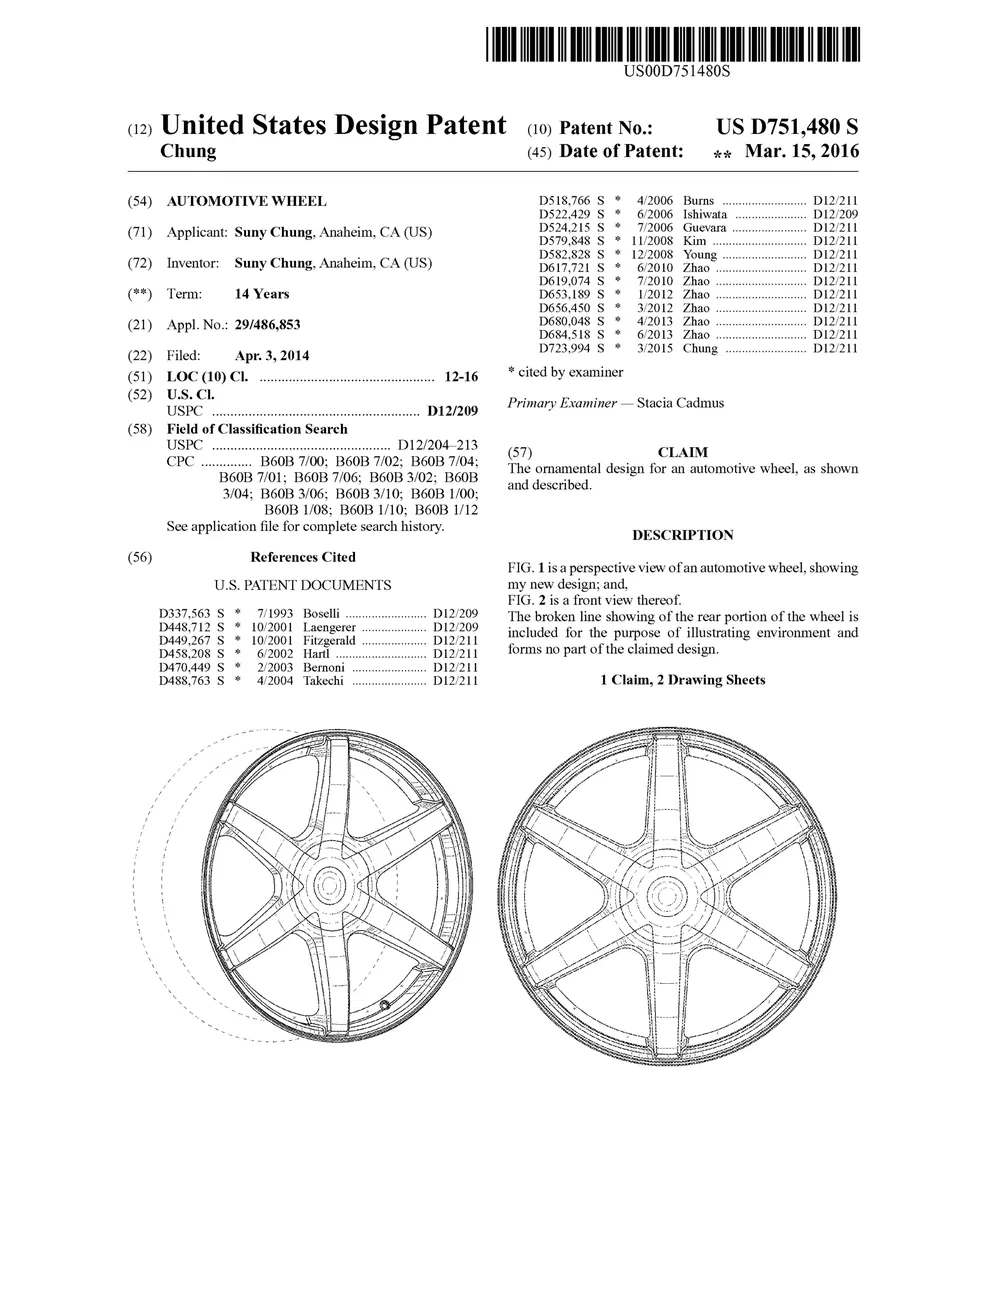 US00D751480S
(12) United States Design Patent
Chung
(10) Patent No.: US D751,480 S
(45) Date of Patent: ** Mar. 15, 2016
(54) AUTOMOTIVE WHEEL
(71) Applicant: Suny Chung, Anaheim, CA (US)
(72) Inventor: Suny Chung, Anaheim, CA (US)
(**) Term: 14 Years
(21) Appl. No.: 29/486,853
(22) Filed: Apr. 3, 2014
(51) LOC (10) Cl. ................................................ 12-16
(52) U.S. Cl.
USPC ......................................................... D12/209
(58) Field of Classification Search
USPC ................................................. D12/204–213
CPC .............. B60B 7/00; B60B 7/02; B60B 7/04;
B60B 7/01; B60B 7/06; B60B 3/02; B60B
3/04; B60B 3/06; B60B 3/10; B60B 1/00;
B60B 1/08; B60B 1/10; B60B 1/12
See application file for complete search history.
(56) References Cited
U.S. PATENT DOCUMENTS
D337,563 S * 7/1993 Boselli ......................... D12/209
D448,712 S * 10/2001 Laengerer .................... D12/209
D449,267 S * 10/2001 Fitzgerald .................... D12/211
D458,208 S * 6/2002 Hartl ............................ D12/211
D470,449 S * 2/2003 Bernoni ....................... D12/211
D488,763 S * 4/2004 Takechi ....................... D12/211
D518,766 S * 4/2006 Burns .......................... D12/211
D522,429 S * 6/2006 Ishiwata ...................... D12/209
D524,215 S * 7/2006 Guevara ....................... D12/211
D579,848 S * 11/2008 Kim ............................. D12/211
D582,828 S * 12/2008 Young .......................... D12/211
D617,721 S * 6/2010 Zhao ............................ D12/211
D619,074 S * 7/2010 Zhao ............................ D12/211
D653,189 S * 1/2012 Zhao ............................ D12/211
D656,450 S * 3/2012 Zhao ............................ D12/211
D680,048 S * 4/2013 Zhao ............................ D12/211
D684,518 S * 6/2013 Zhao ............................ D12/211
D723,994 S * 3/2015 Chung ......................... D12/211
* cited by examiner
Primary Examiner — Stacia Cadmus
(57) CLAIM
The ornamental design for an automotive wheel, as shown
and described.
DESCRIPTION
FIG. 1 is a perspective view of an automotive wheel, showing
my new design; and,
FIG. 2 is a front view thereof.
The broken line showing of the rear portion of the wheel is
included for the purpose of illustrating environment and
forms no part of the claimed design.
1 Claim, 2 Drawing Sheets